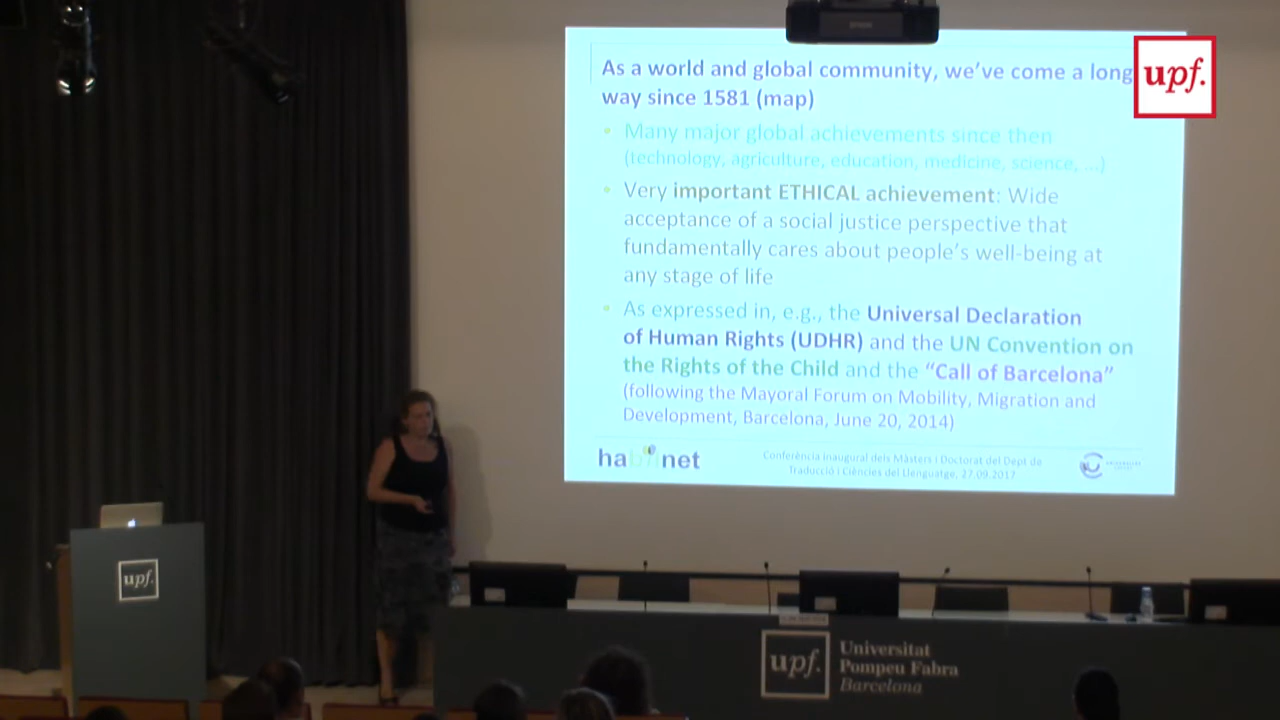 EPSON
As a world and global community, we've come a long
way since 1581 (map)
upf.
• Many major global achievements since then
(technology, agriculture, education, medicine, science, ...)
• Very important ETHICAL achievement: Wide
acceptance of a social justice perspective that
fundamentally cares about people's well-being at
any stage of life
• As expressed in, e.g., the Universal Declaration
of Human Rights (UDHR) and the UN Convention on
the Rights of the Child and the "Call of Barcelona"
(following the Mayoral Forum on Mobility, Migration and
Development, Barcelona, June 20, 2014)
habilnet
Conferència inaugural dels Màsters i Doctorat del Dept de
Traducció i Ciències del Llenguatge, 27.09.2017
upf.
upf.
Universitat
Pompeu Fabra
Barcelona